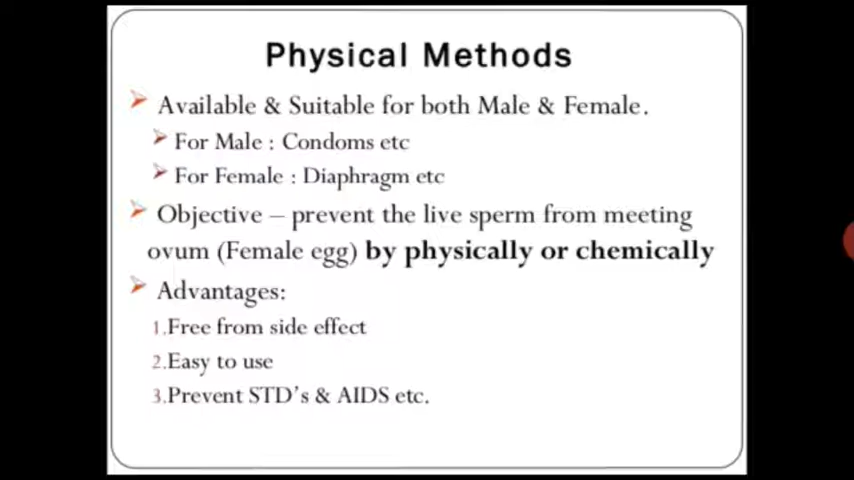 Physical Methods
Available & Suitable for both Male & Female.
For Male : Condoms etc
For Female : Diaphragm etc
Objective – prevent the live sperm from meeting
ovum (Female egg) by physically or chemically
Advantages:
1.Free from side effect
2.Easy to use
3.Prevent STD's & AIDS etc.